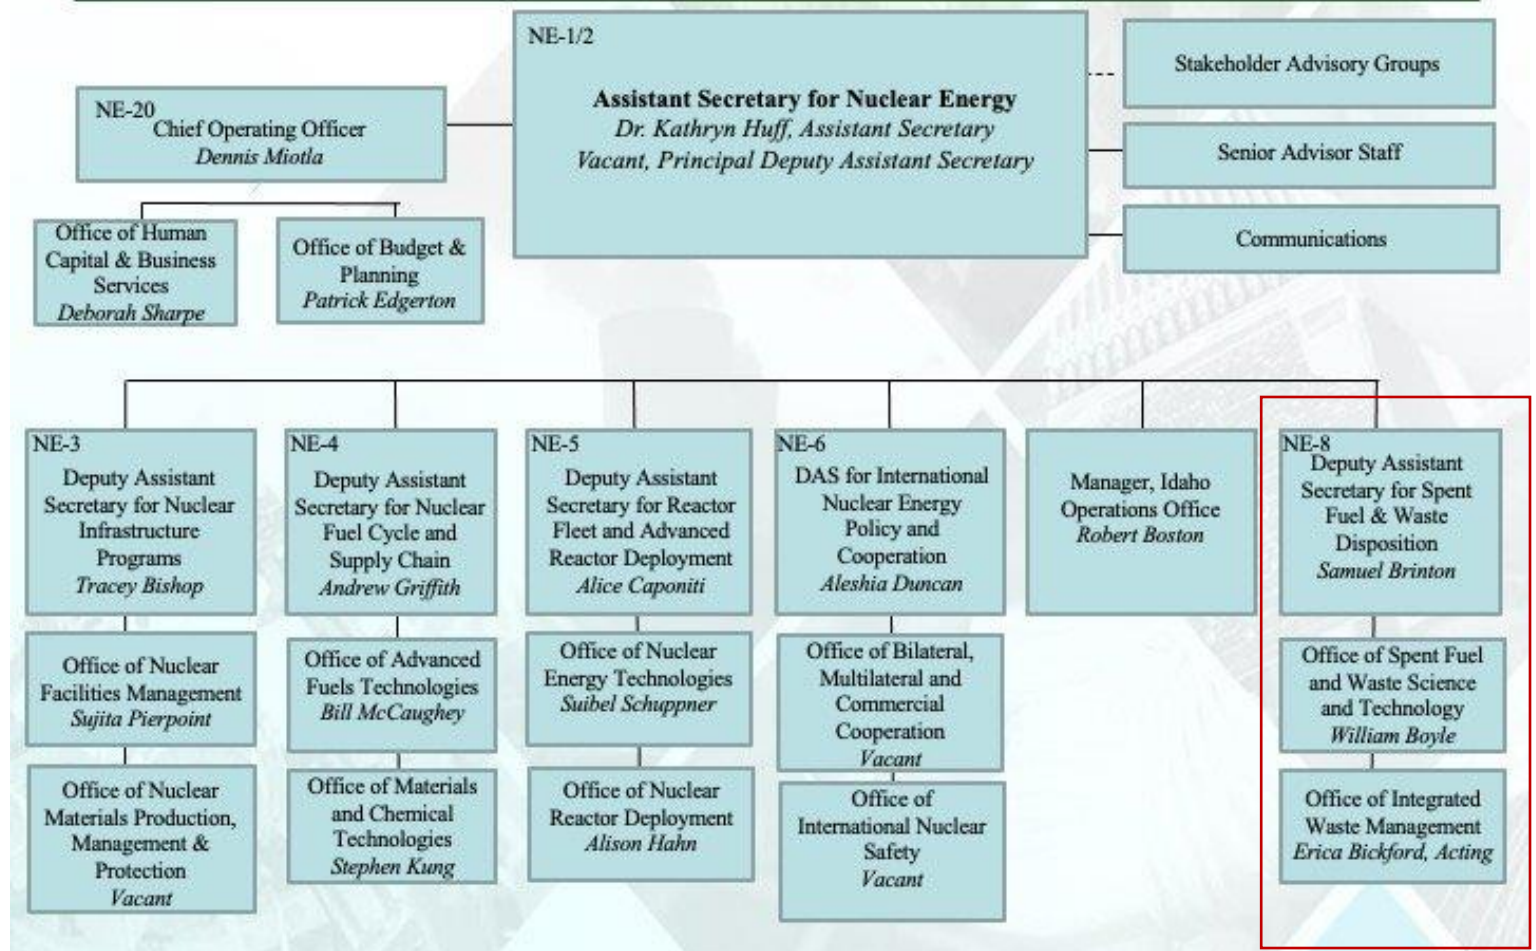 NE-1/2
Assistant Secretary for Nuclear Energy
Dr. Kathryn Huff, Assistant Secretary
Vacant, Principal Deputy Assistant Secretary
Stakeholder Advisory Groups
Senior Advisor Staff
Communications
NE-20
Chief Operating Officer
Dennis Miotla
Office of Human
Capital & Business
Services
Deborah Sharpe
Office of Budget &
Planning
Patrick Edgerton
NE-3
Deputy Assistant
Secretary for Nuclear
Infrastructure
Programs
Tracey Bishop
Office of Nuclear
Facilities Management
Sujita Pierpoint
Office of Nuclear
Materials Production,
Management &
Protection
Vacant
NE-4
Deputy Assistant
Secretary for Nuclear
Fuel Cycle and
Supply Chain
Andrew Griffith
Office of Advanced
Fuels Technologies
Bill McCaughey
Office of Materials
and Chemical
Technologies
Stephen Kung
NE-5
Deputy Assistant
Secretary for Reactor
Fleet and Advanced
Reactor Deployment
Alice Caponiti
Office of Nuclear
Energy Technologies
Suibel Schuppner
Office of Nuclear
Reactor Deployment
Alison Hahn
NE-6
DAS for International
Nuclear Energy
Policy and
Cooperation
Aleshia Duncan
Office of Bilateral,
Multilateral and
Commercial
Cooperation
Vacant
Office of
International Nuclear
Safety
Vacant
Manager, Idaho
Operations Office
Robert Boston
NE-8
Deputy Assistant
Secretary for Spent
Fuel & Waste
Disposition
Samuel Brinton
Office of Spent Fuel
and Waste Science
and Technology
William Boyle
Office of Integrated
Waste Management
Erica Bickford, Acting